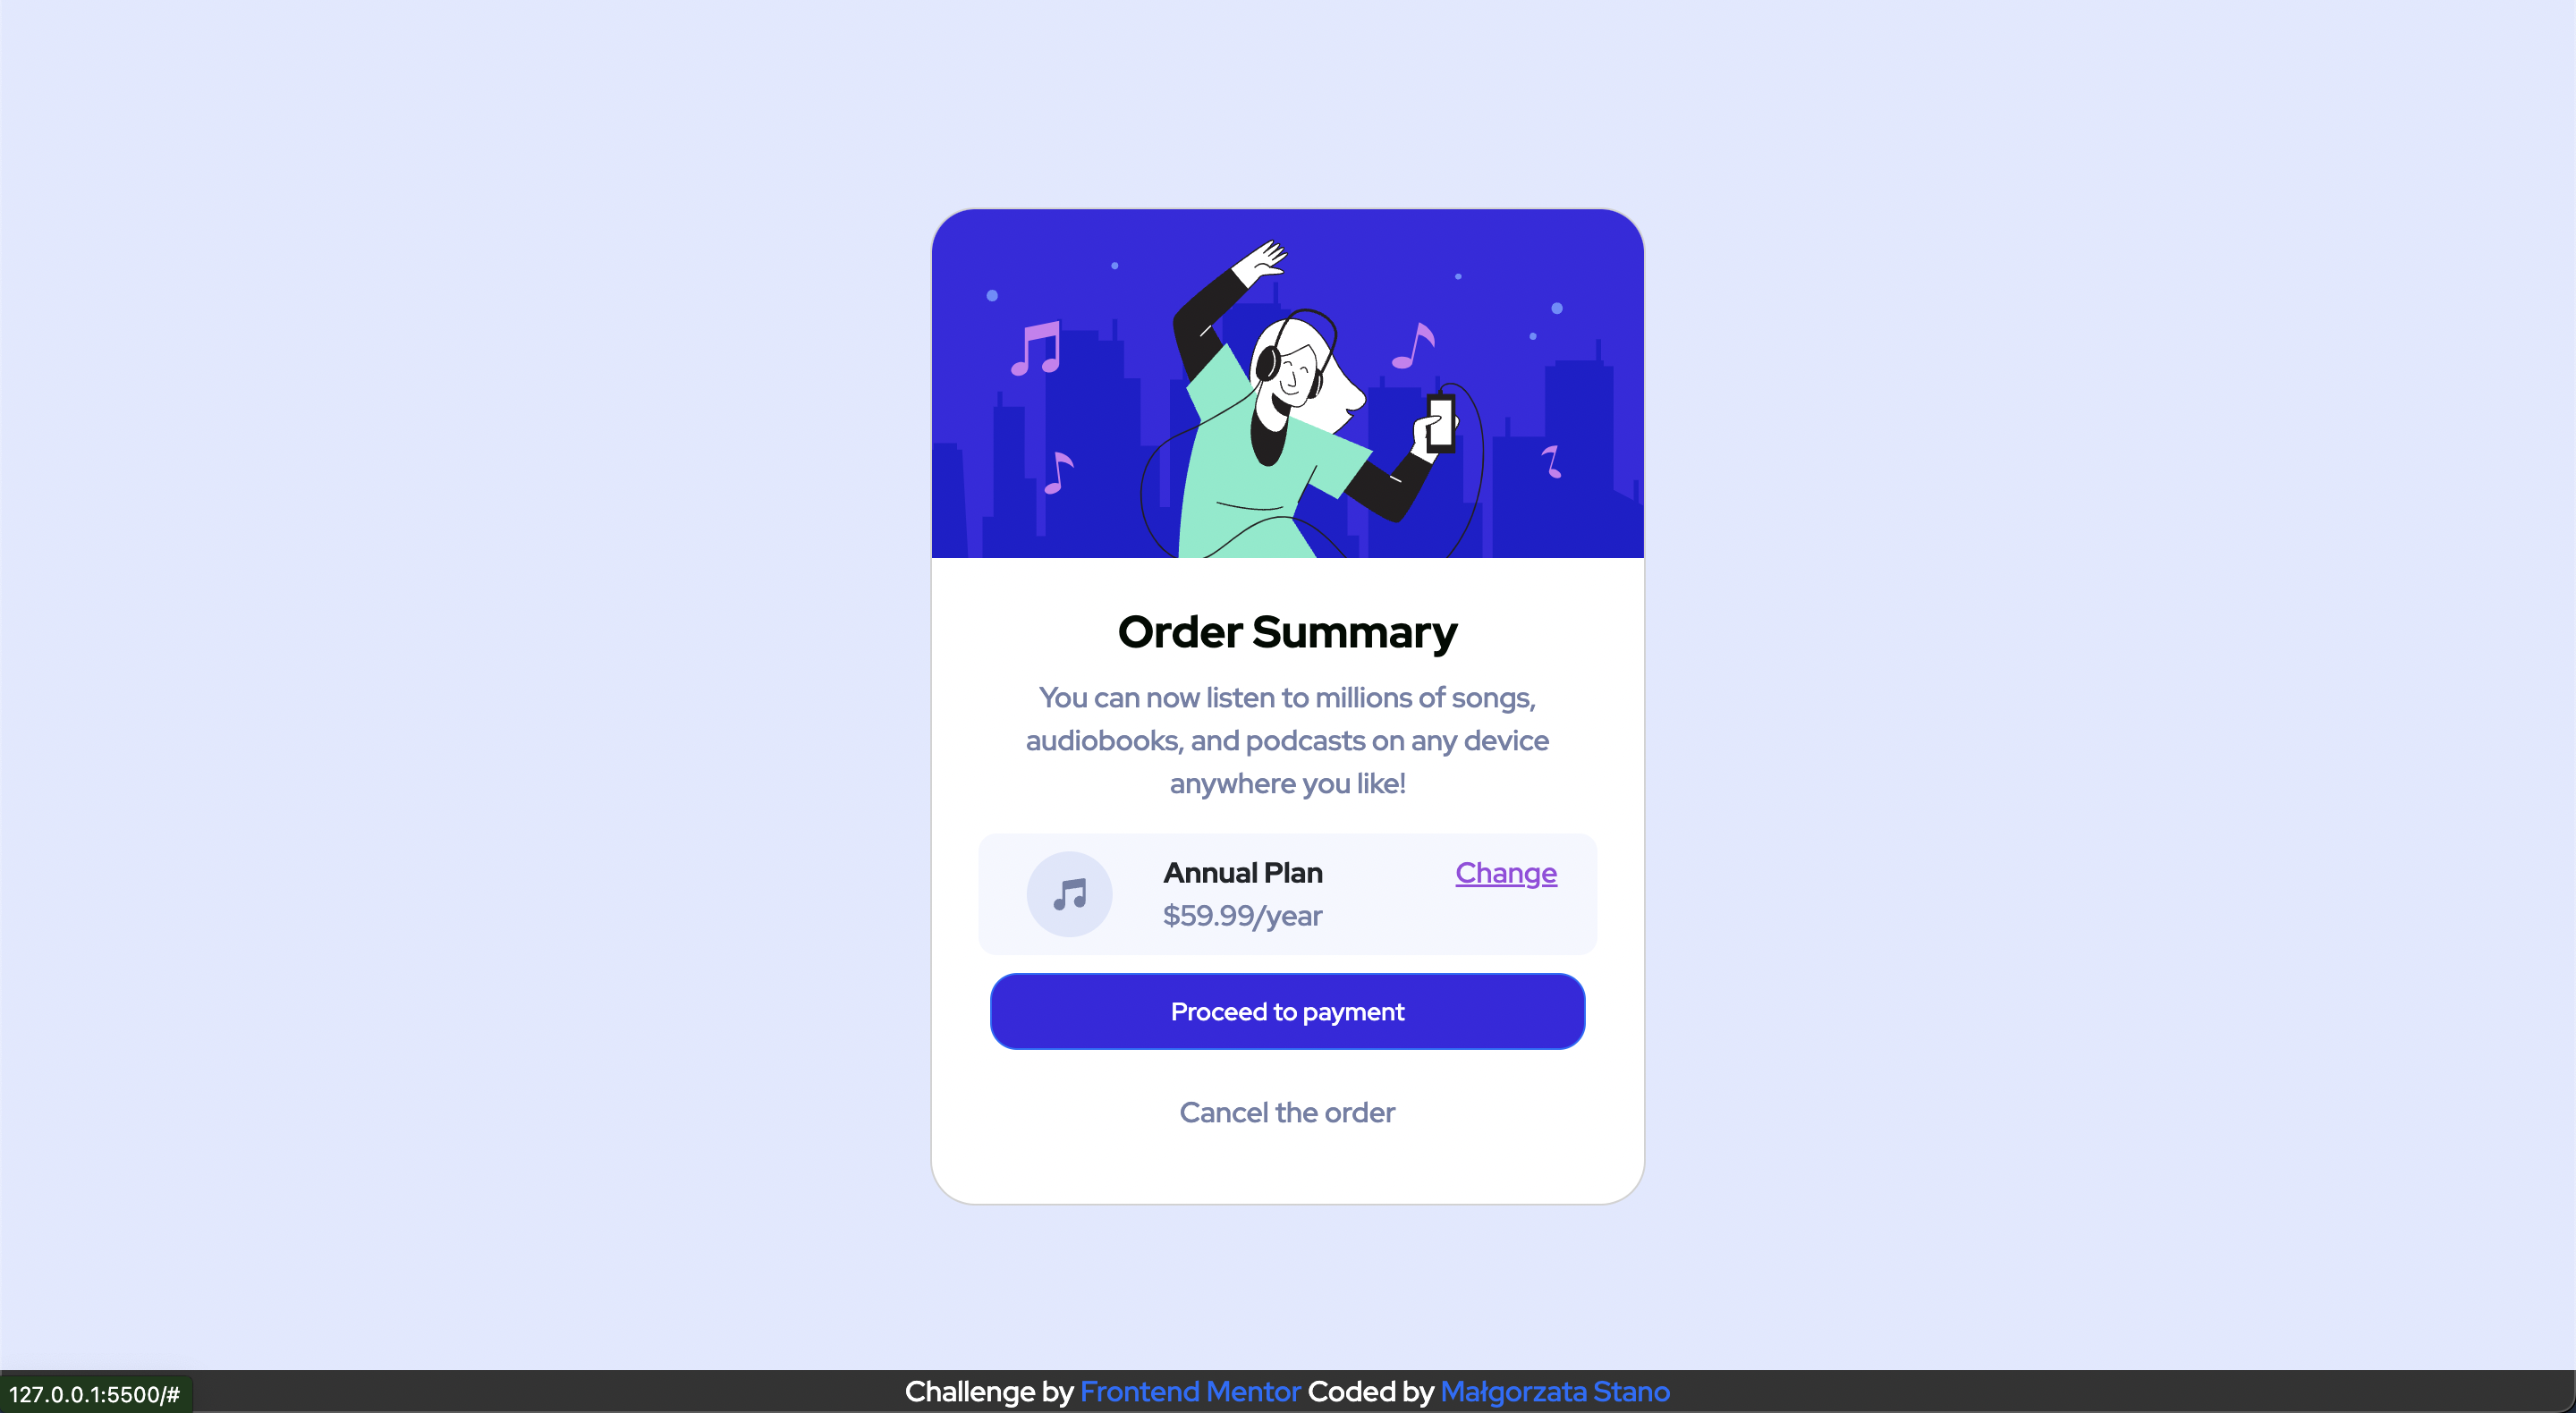 Order Summary
You can now listen to millions of songs,
audiobooks, and podcasts on any device
anywhere you like!
Annual Plan
Change
$59.99/year
Proceed to payment
Cancel the order
Challenge by Frontend Mentor Coded by Małgorzata Stano
127.0.0.1:5500/#